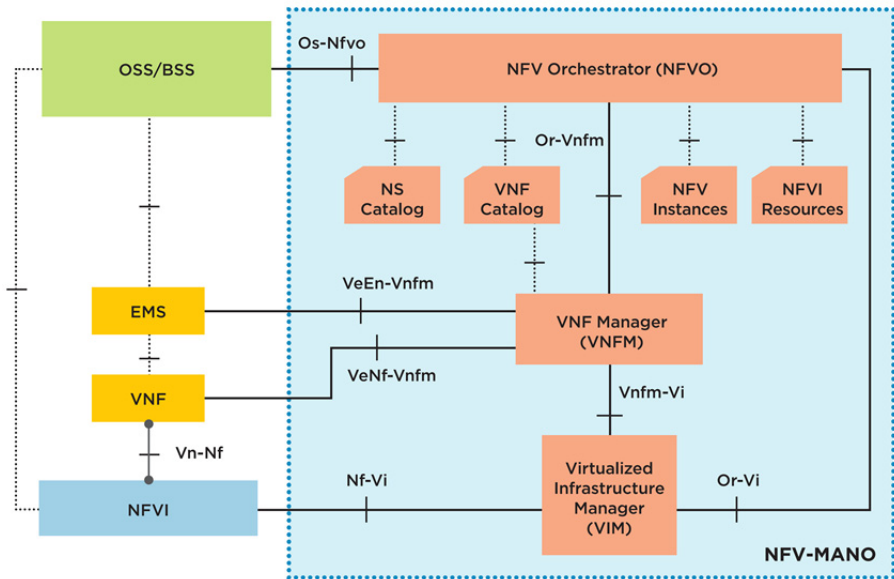 Os-Nfvo
OSS/BSS
NFV Orchestrator (NFVO)
Or-Vnfm
NS
Catalog
VNF
Catalog
NFV
Instances
NFVI
Resources
VeEn-Vnfm
EMS
VNF Manager
(VNFM)
VeNf-Vnfm
VNF
Vnfm-Vi
Vn-Nf
Nf-Vi
Virtualized
Infrastructure
Manager
(VIM)
Or-Vi
NFVI
NFV-MANO